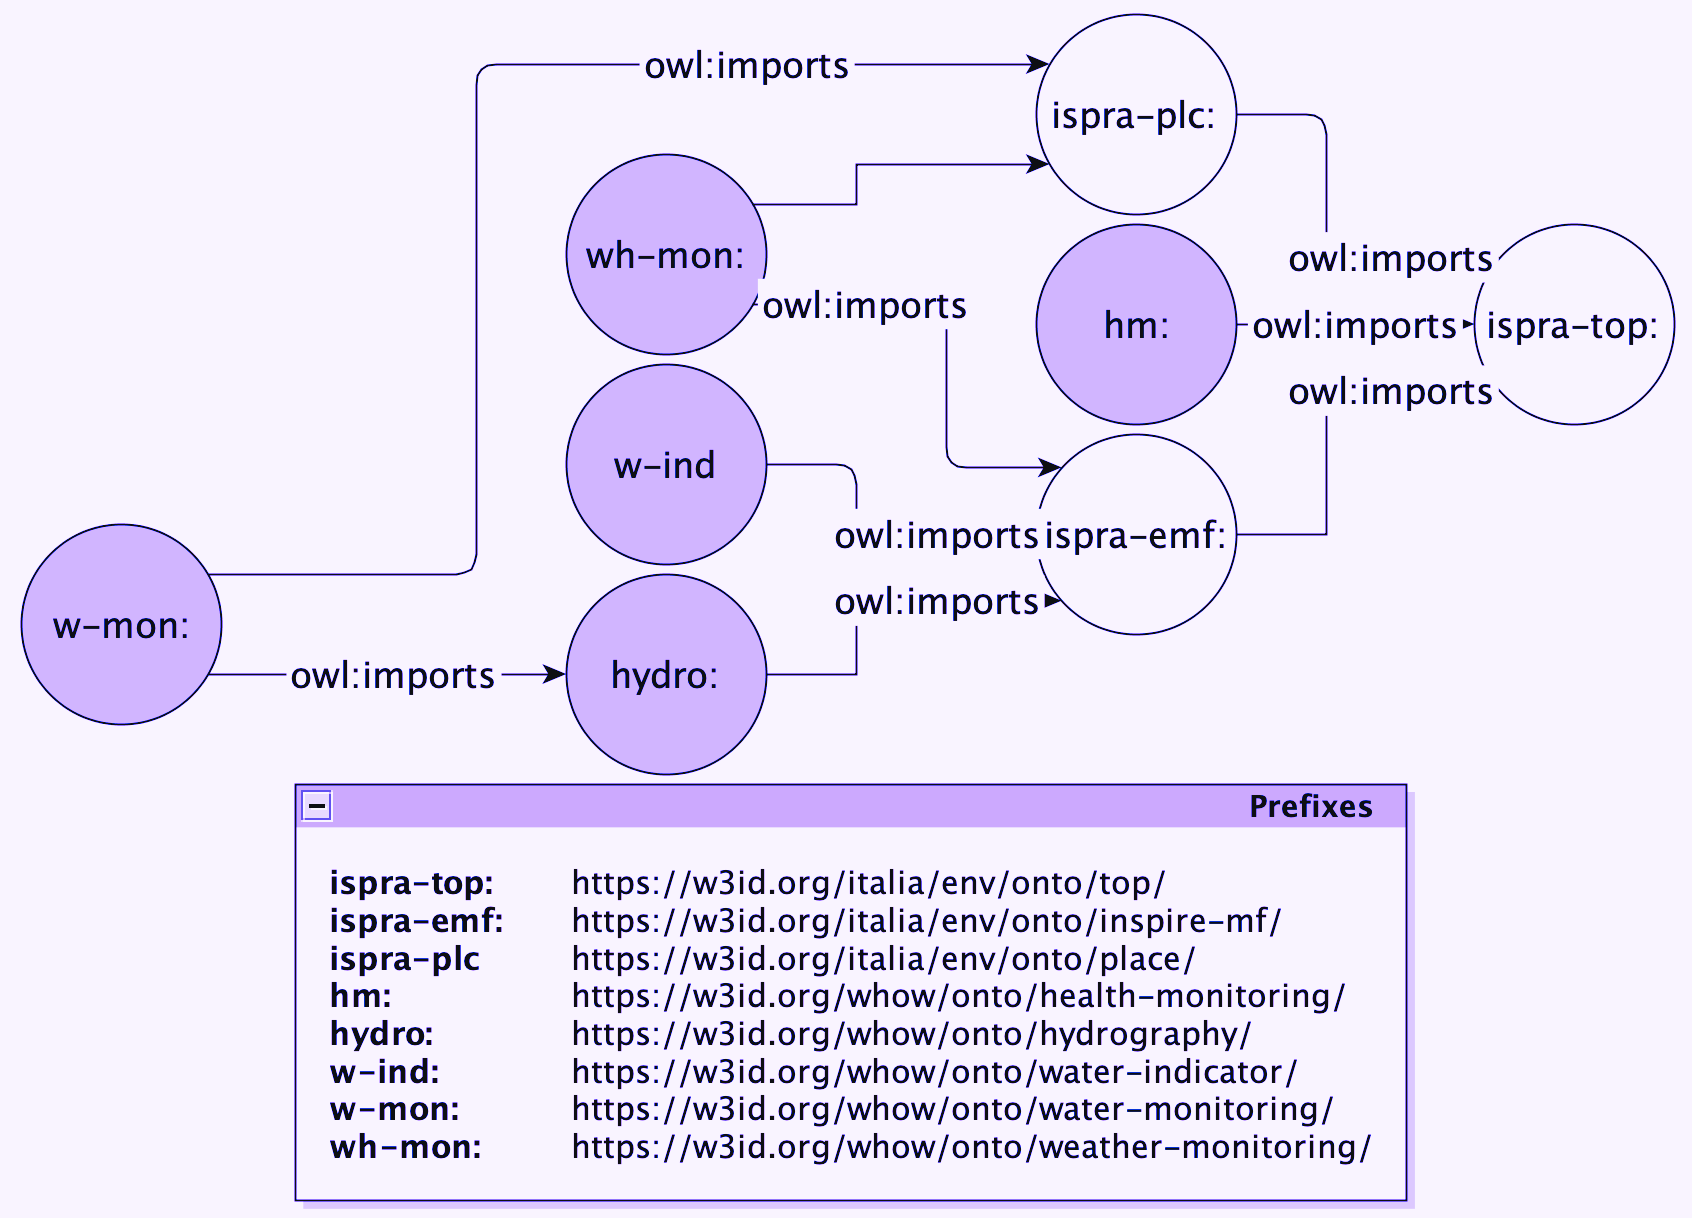 owl:imports
ispra-plc:
wh-mon:
owl:imports
owl:imports
hm:
owl:imports
ispra-top:
owl:imports
w-ind
owl:imports
ispra-emf:
owl:imports
w-mon:
owl:imports
hydro:
Prefixes
ispra-top: https://w3id.org/italia/env/onto/top/
ispra-emf: https://w3id.org/italia/env/onto/inspire-mf/
ispra-plc https://w3id.org/italia/env/onto/place/
hm: https://w3id.org/whow/onto/health-monitoring/
hydro: https://w3id.org/whow/onto/hydrography/
w-ind: https://w3id.org/whow/onto/water-indicator/
w-mon: https://w3id.org/whow/onto/water-monitoring/
wh-mon: https://w3id.org/whow/onto/weather-monitoring/